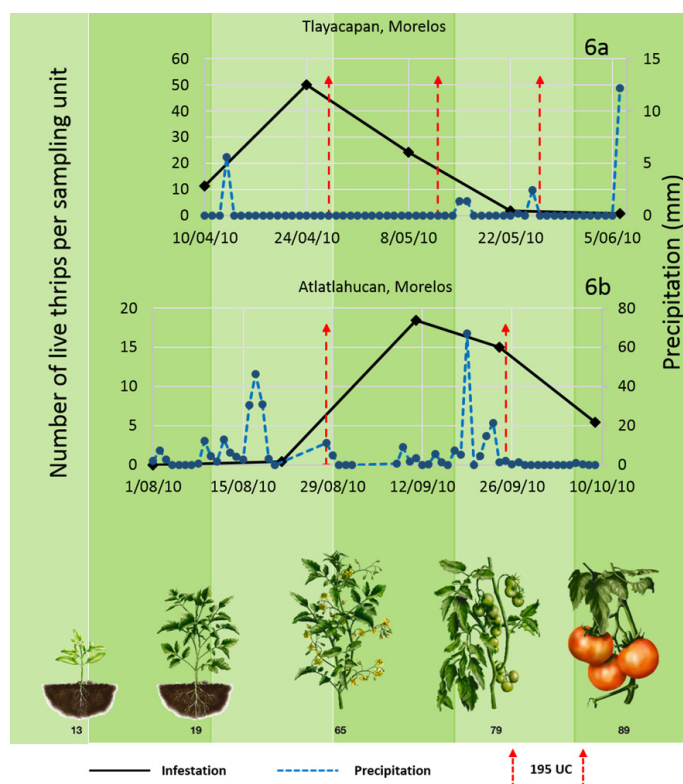 Tlayacapan, Morelos
6a
60
50
40
30
20
10
0
15
10
5
0
10/04/10 24/04/10 8/05/10 22/05/10 5/06/10
Number of live thrips per sampling unit
Precipitation (mm)
Atlatlahucan, Morelos
6b
20
15
10
5
0
80
60
40
20
0
1/08/10 15/08/10 29/08/10 12/09/10 26/09/10 10/10/10
13 19 65 79 89
Infestation Precipitation 195 UC